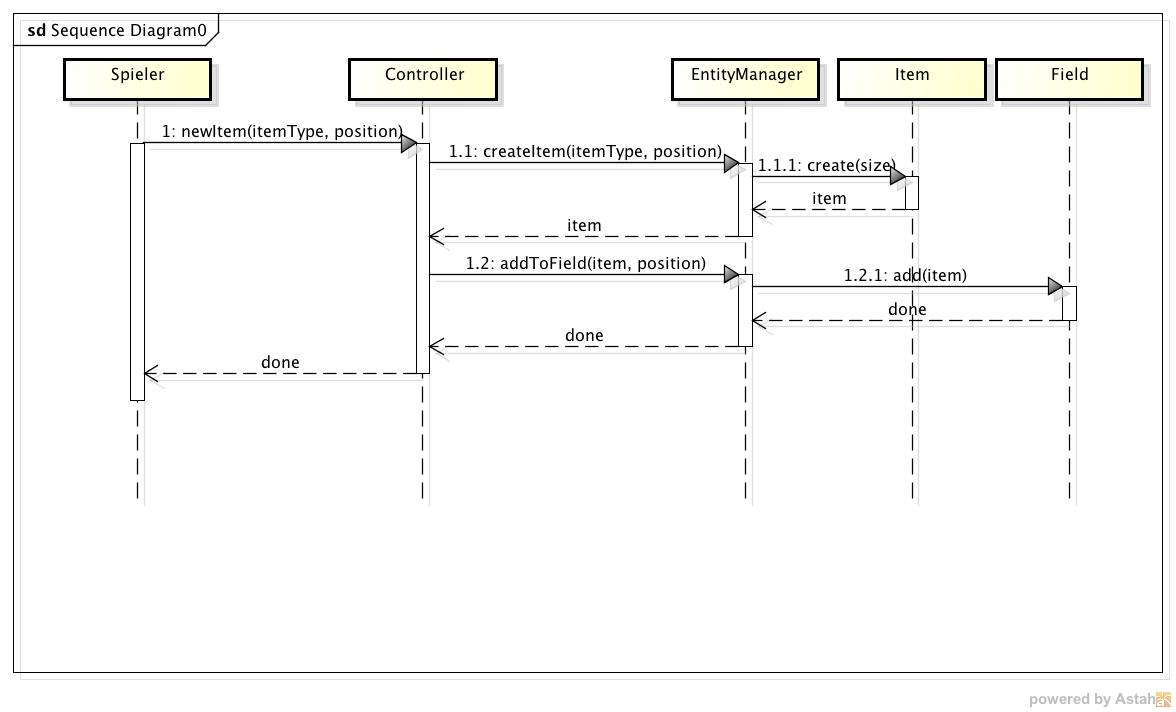 sd Sequence Diagram0
Spieler
Controller
EntityManager
Item
Field
1: newItem(itemType, position)
1.1: createItem(itemType, position)
1.1.1: create(size)
item
item
1.2: addToField(item, position)
1.2.1: add(item)
done
done
done
powered by Astah